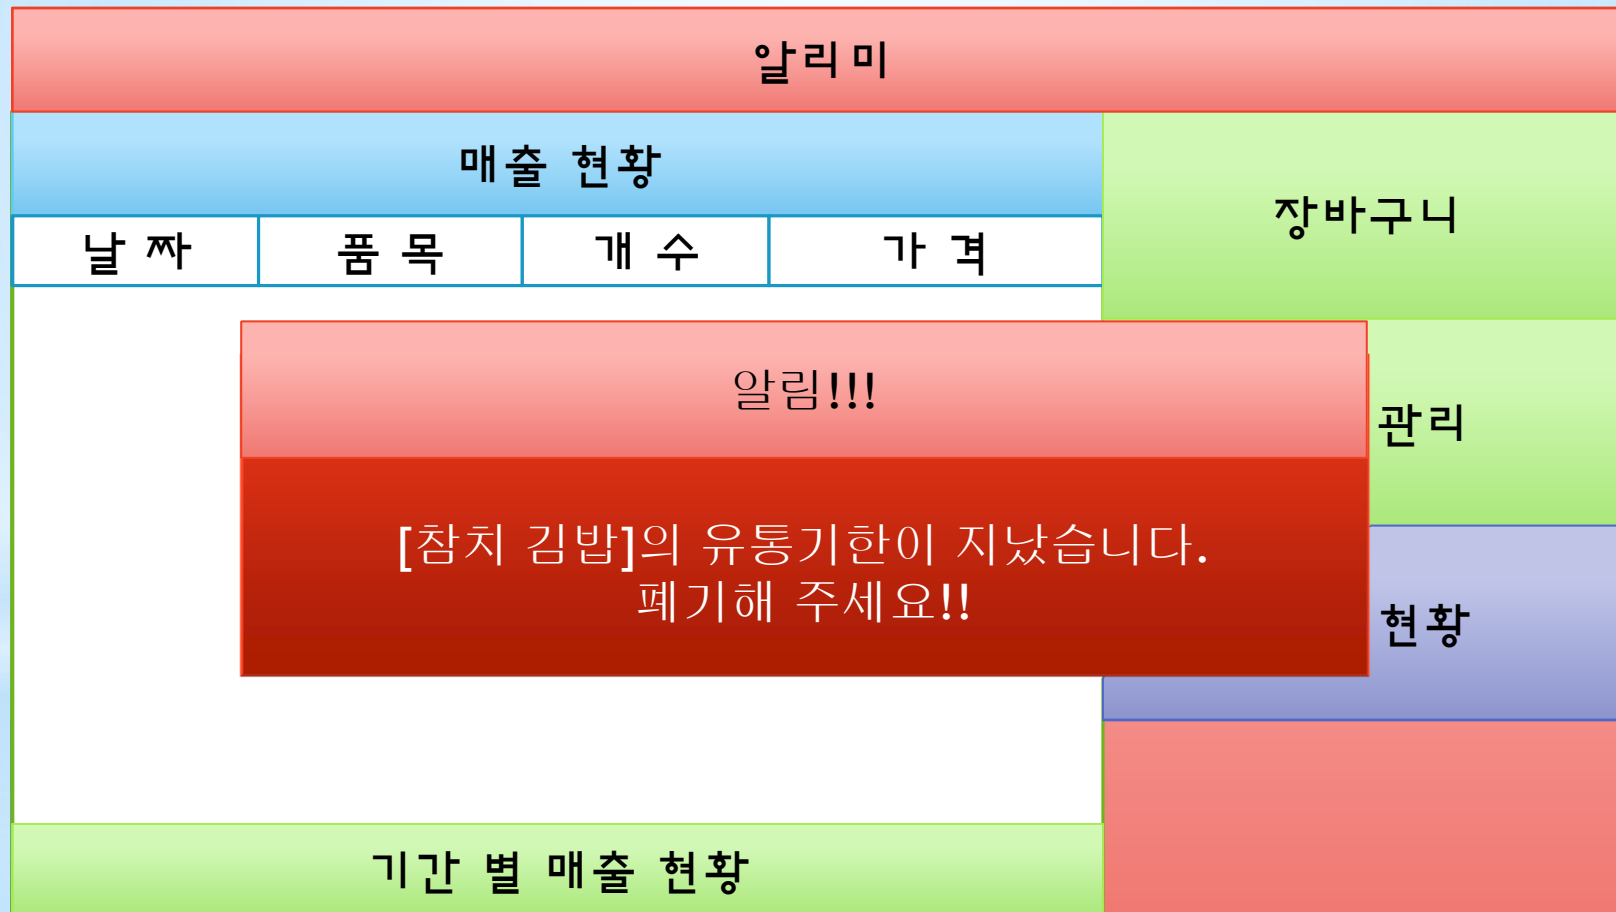 알리미
매출 현황
장바구니
날 짜 품 목 개 수 가 격
알림!!!
관리
[참치 김밥]의 유통기한이 지났습니다.
폐기해 주세요!!
현황
기간 별 매출 현황